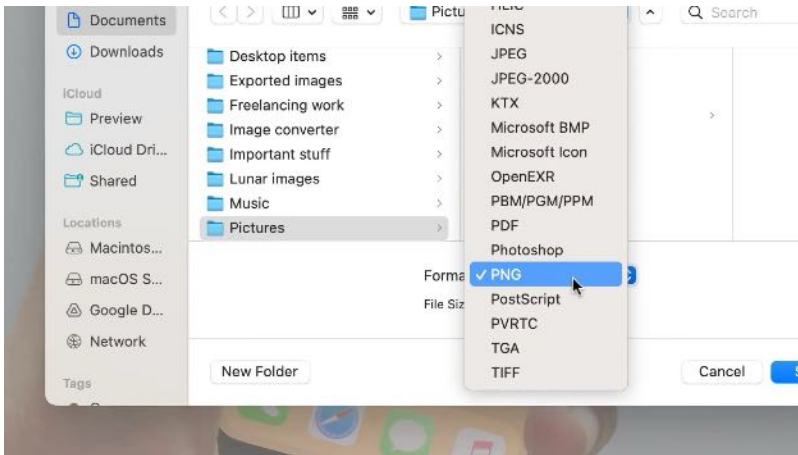 Documents
Downloads
iCloud
Preview
iCloud Dri...
Shared
Locations
Macintos...
macOS S...
Google D...
Network
Tags
Pictu
Search
Desktop items
Exported images
Freelancing work
Image converter
Important stuff
Lunar images
Music
Pictures
Forma
File Siz
HEIC
ICNS
JPEG
JPEG-2000
KTX
Microsoft BMP
Microsoft Icon
OpenEXR
PBM/PGM/PPM
PDF
Photoshop
PNG
PostScript
PVRTC
TGA
TIFF
New Folder
Cancel